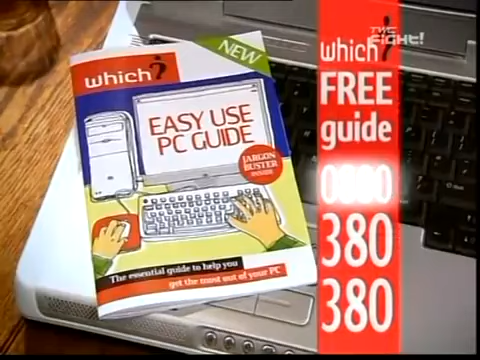 which?
NEW
EASY USE
PC GUIDE
JARGON
BUSTER
INSIDE
The essential guide to help you
get the most out of your PC
which?
FREE
guide
0800
380
380
FIGHT!